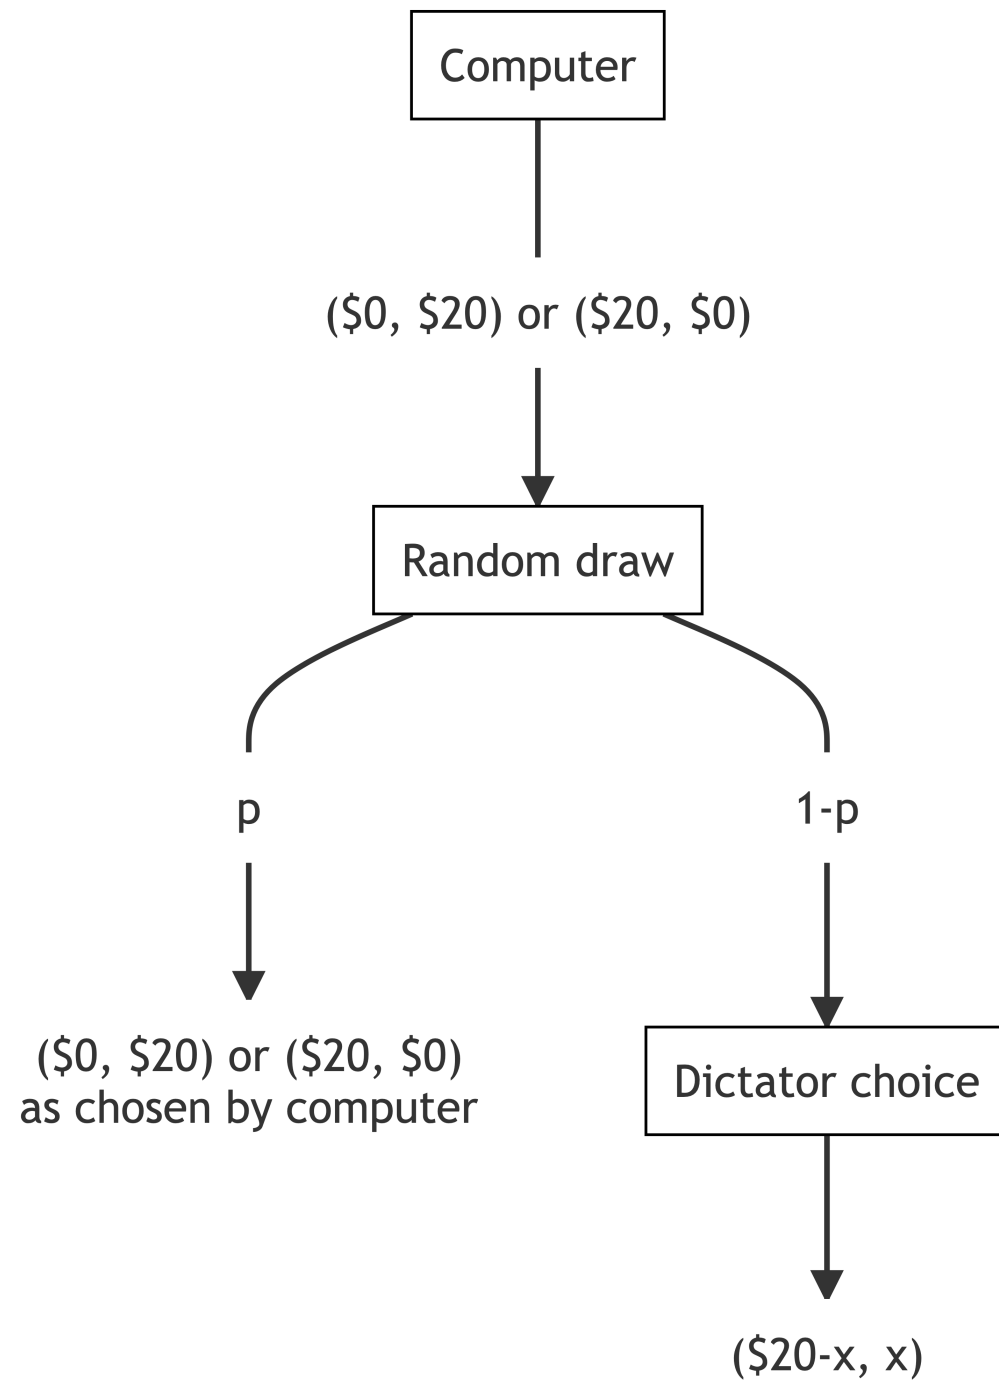 Computer
($0, $20) or ($20, $0)
Random draw
p
1-p
($0, $20) or ($20, $0)
as chosen by computer
Dictator choice
($20-x, x)